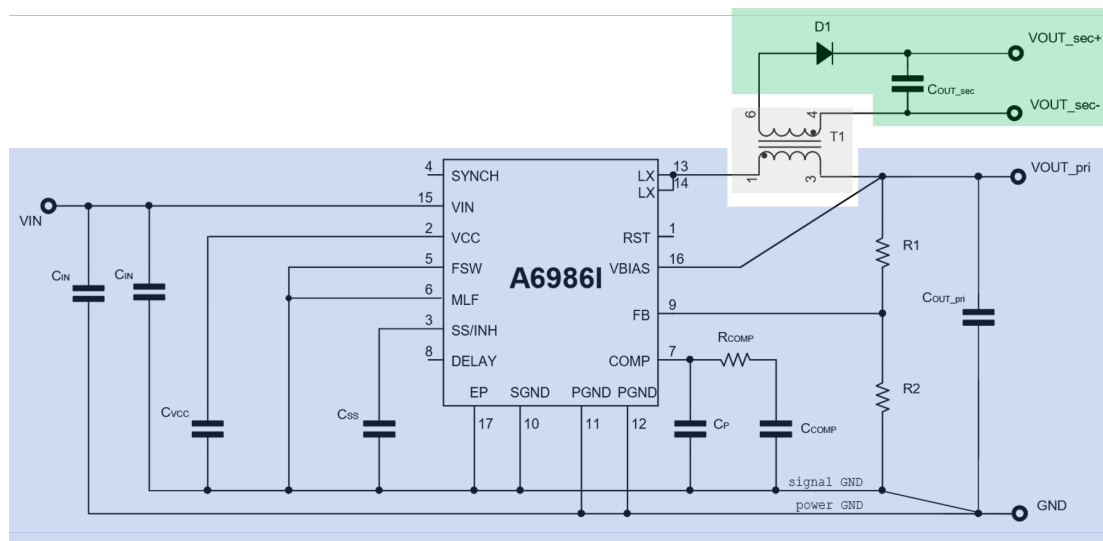 D1
VOUT_sec+
COUT_sec
VOUT_sec-
6
4
T1
1
3
4
SYNCH
LX
13
VOUT_pri
LX
14
15
VIN
VIN
2
VCC
RST
1
R1
CIN
CIN
5
FSW
A6986I
VBIAS
16
6
MLF
COUT_pri
FB
9
3
SS/INH
RCOMP
8
DELAY
COMP
7
R2
EP
SGND
PGND
PGND
CVCC
CSS
17
10
11
12
CP
CCOMP
signal GND
power GND
GND